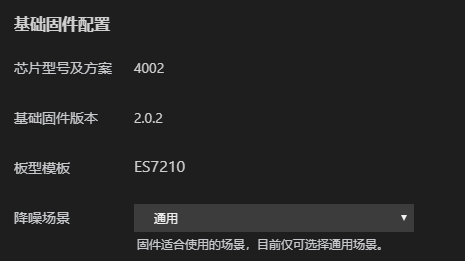 基础固件配置
芯片型号及方案 4002
基础固件版本 2.0.2
板型模板 ES7210
降噪场景 通用
固件适合使用的场景，目前仅可选择通用场景。